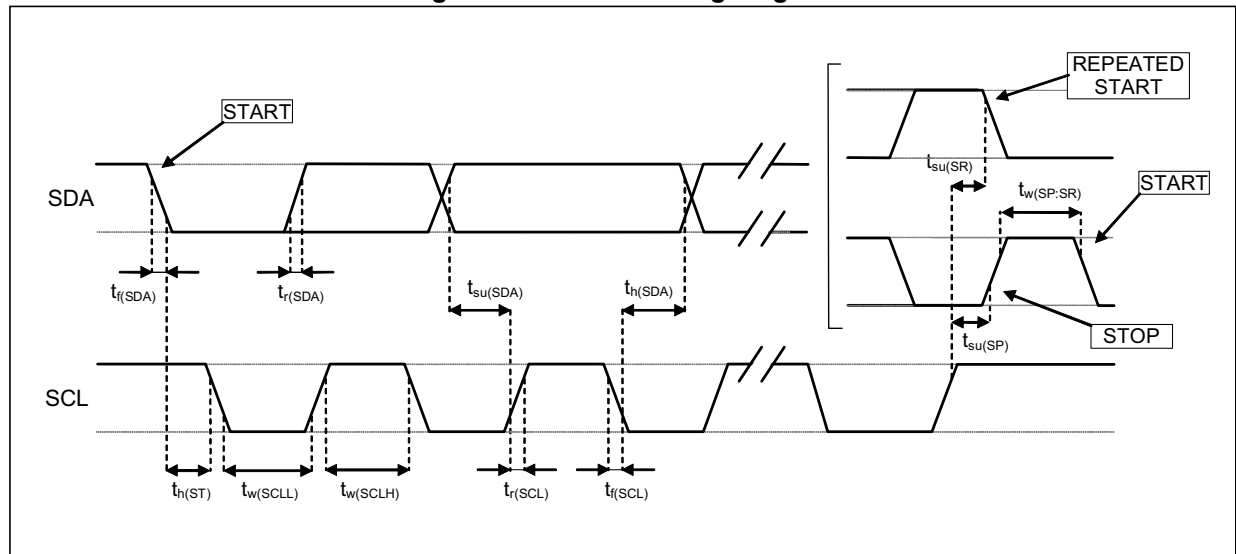 REPEATED
START
START
t_su(SR)
START
SDA
t_w(SP:SR)
t_f(SDA)
t_r(SDA)
t_su(SDA)
t_h(SDA)
t_su(SP)
STOP
SCL
t_h(ST)
t_w(SCLL)
t_w(SCLH)
t_r(SCL)
t_f(SCL)